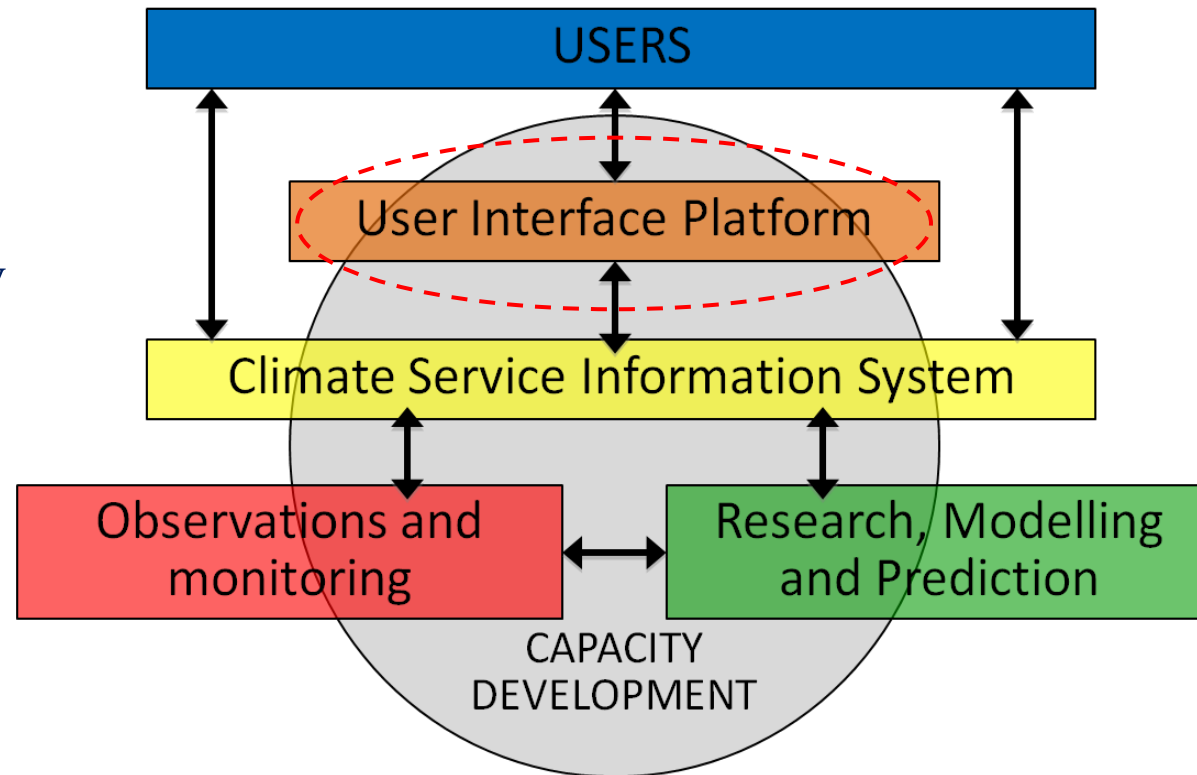 USERS
User Interface Platform
Climate Service Information System
Observations and
monitoring
Research, Modelling
and Prediction
CAPACITY
DEVELOPMENT